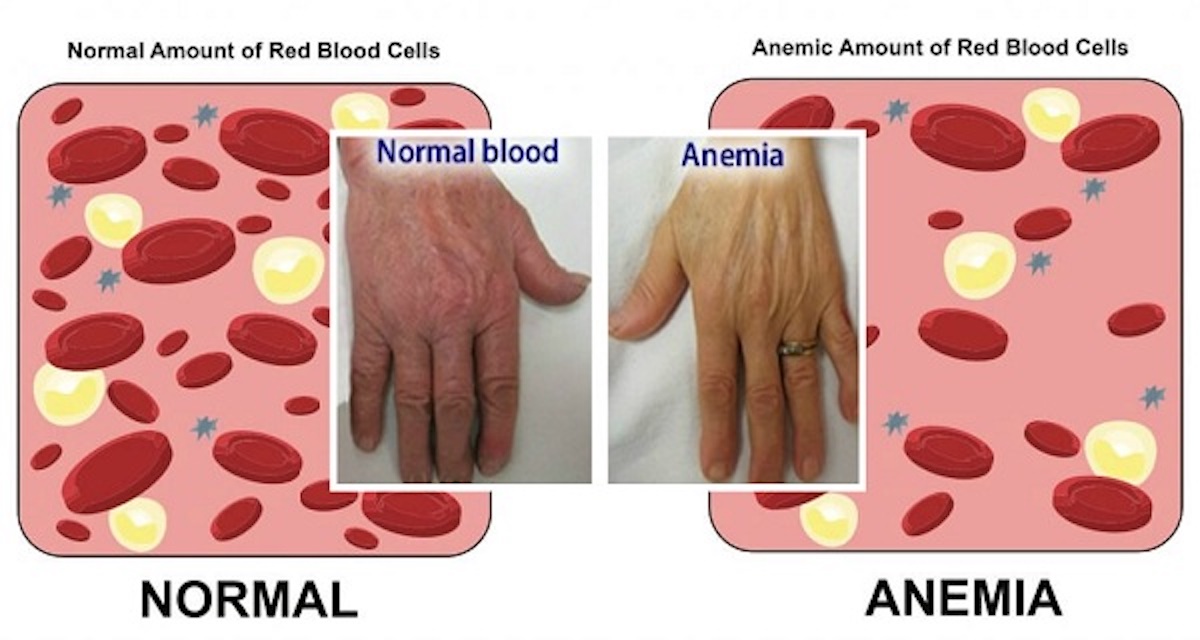 Normal Amount of Red Blood Cells
Anemic Amount of Red Blood Cells
Normal blood
Anemia
NORMAL
ANEMIA